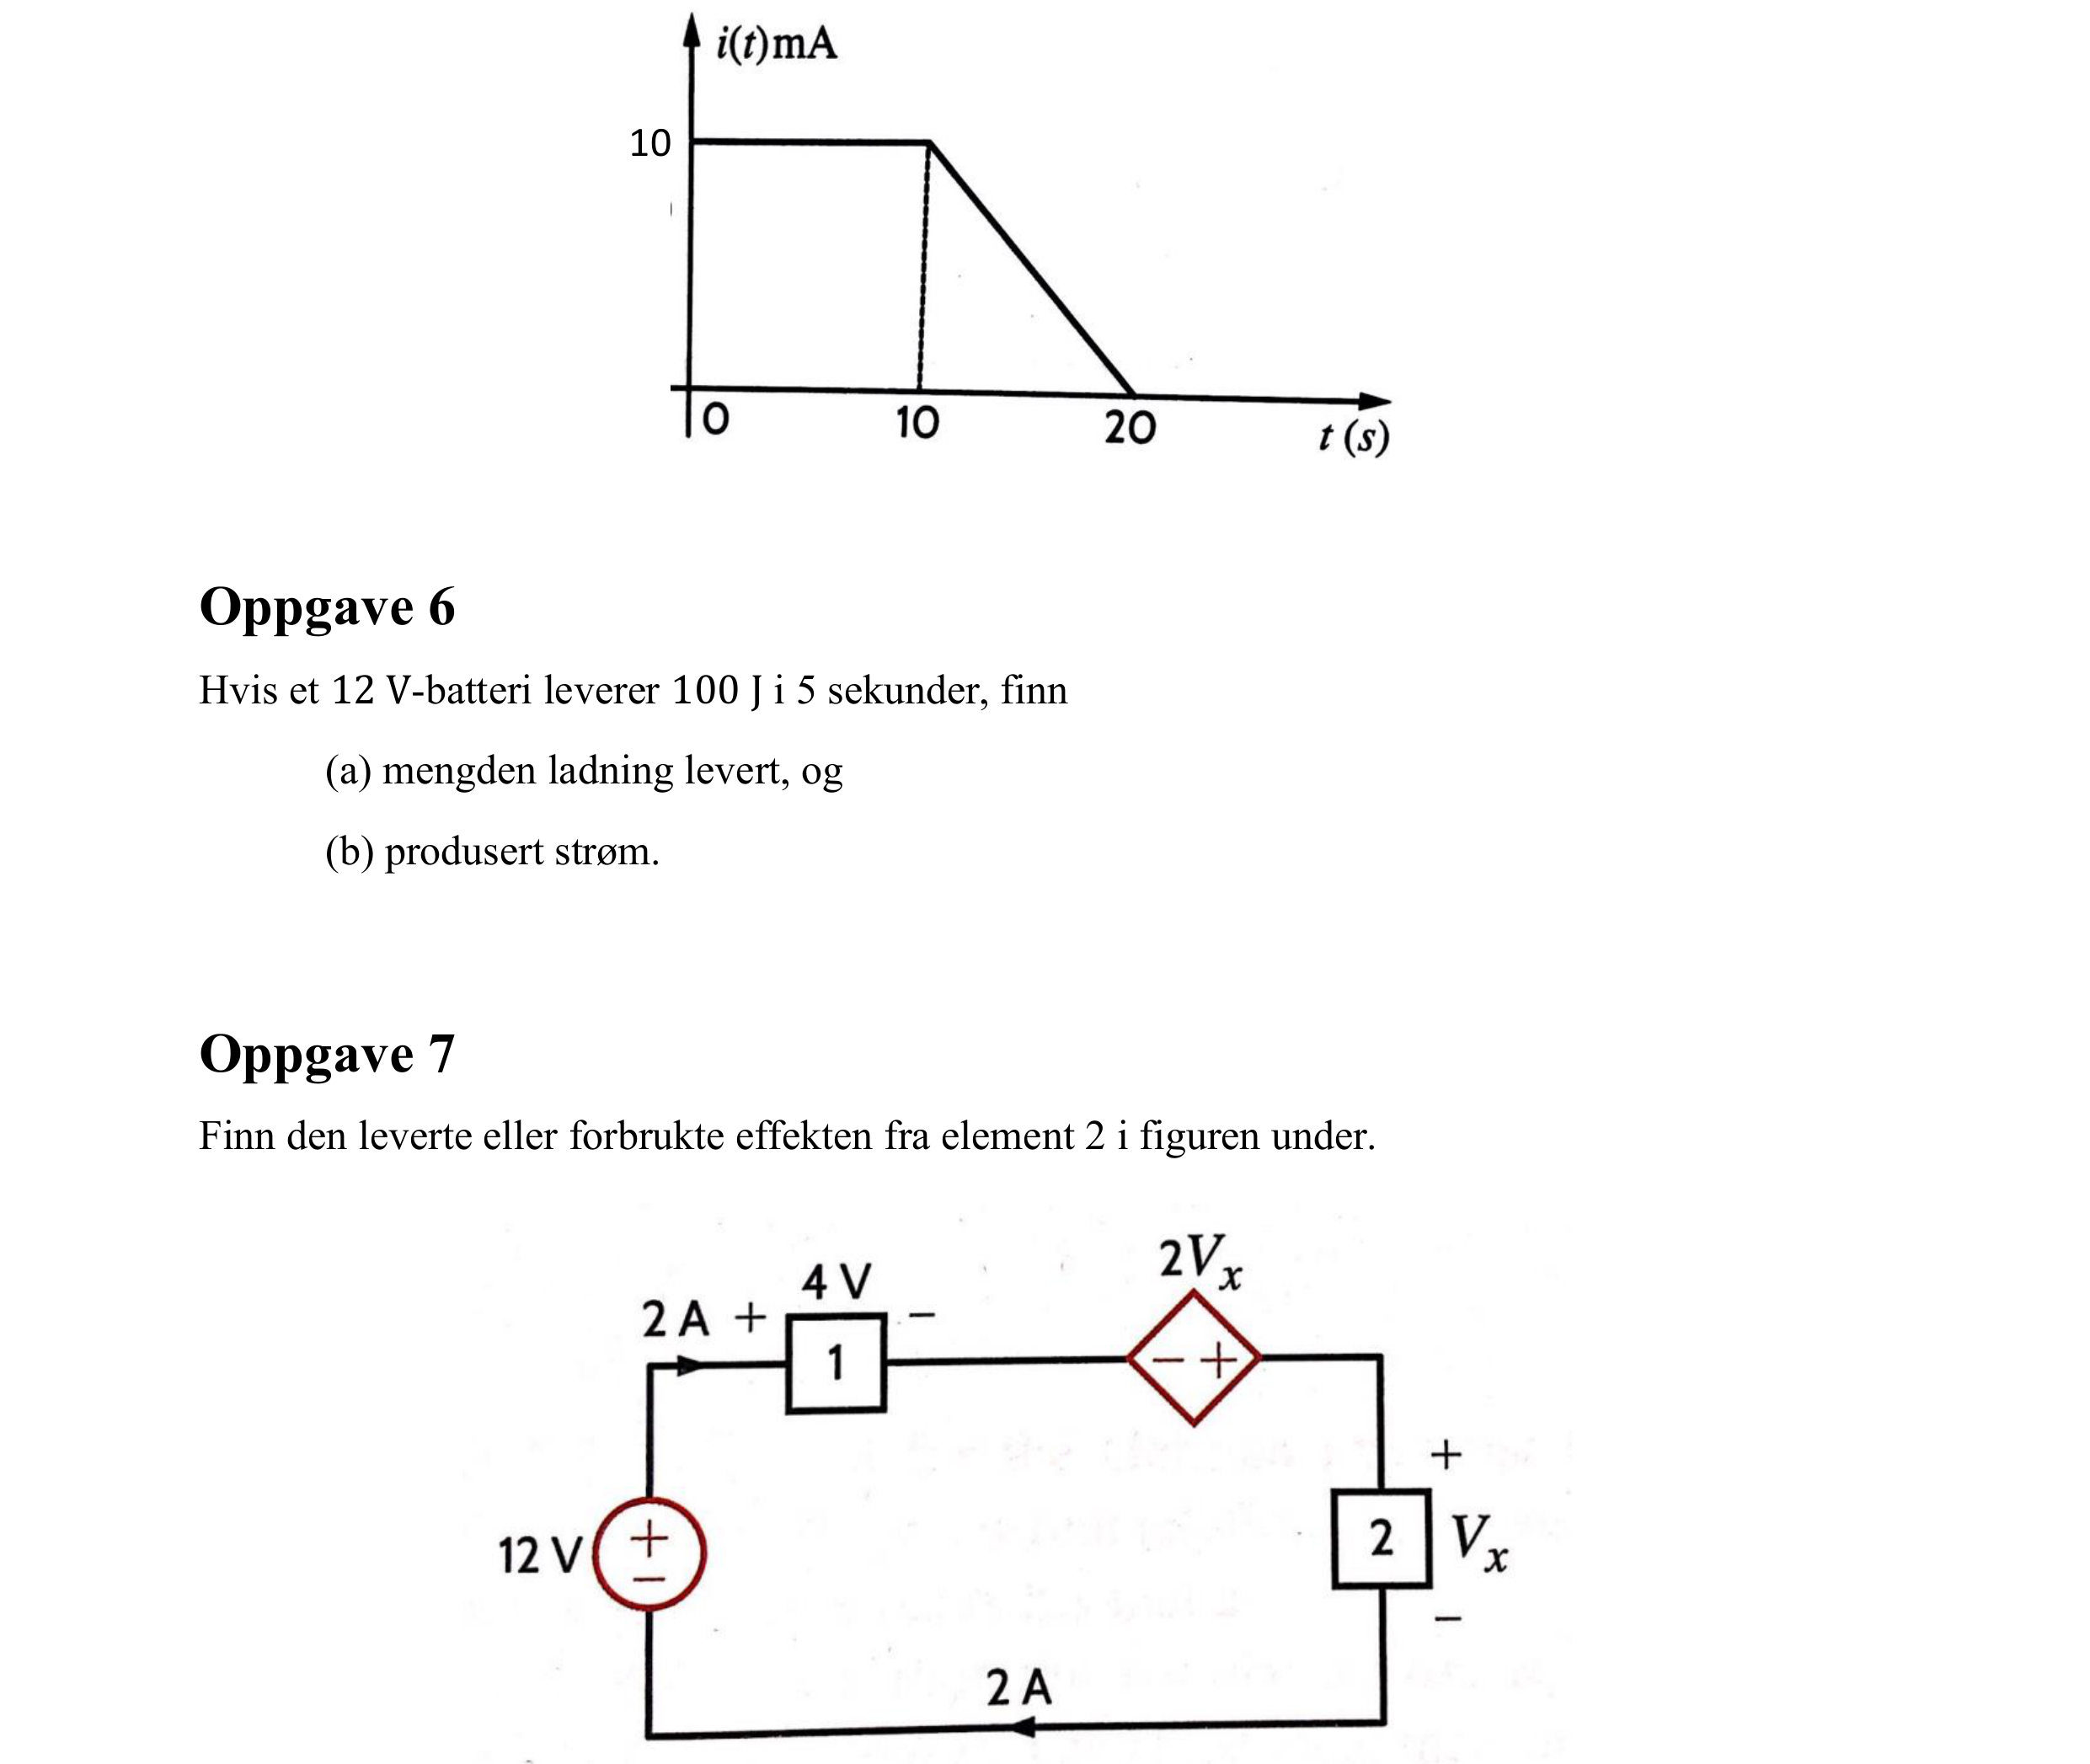 i(t)mA
10
0
10
20
t (s)
Oppgave 6
Hvis et 12 V-batteri leverer 100 J i 5 sekunder, finn
(a) mengden ladning levert, og
(b) produsert strøm.
Oppgave 7
Finn den leverte eller forbrukte effekten fra element 2 i figuren under.
2Vx
4 V
2 A + −
1
− +
+
12 V
+
−
2
Vx
−
2 A